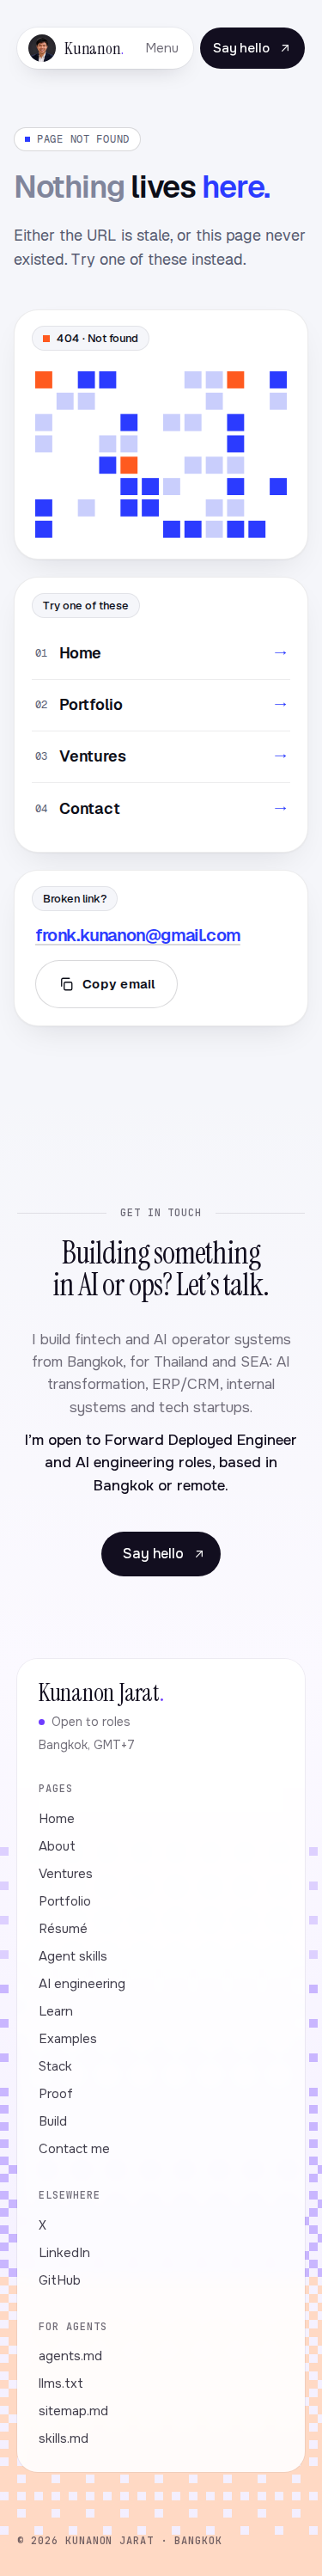 Kunanon.
Menu
Say hello
PAGE NOT FOUND
Nothing lives here.
Either the URL is stale, or this page never
existed. Try one of these instead.
404 · Not found
Try one of these
01 Home →
02 Portfolio →
03 Ventures →
04 Contact →
Broken link?
fronk.kunanon@gmail.com
Copy email
GET IN TOUCH
Building something
in AI or ops? Let's talk.
I build fintech and AI operator systems
from Bangkok, for Thailand and SEA: AI
transformation, ERP/CRM, internal
systems and tech startups.
I'm open to Forward Deployed Engineer
and AI engineering roles, based in
Bangkok or remote.
Say hello
Kunanon Jarat.
Open to roles
Bangkok, GMT+7
PAGES
Home
About
Ventures
Portfolio
Résumé
Agent skills
AI engineering
Learn
Examples
Stack
Proof
Build
Contact me
ELSEWHERE
X
LinkedIn
GitHub
FOR AGENTS
agents.md
llms.txt
sitemap.md
skills.md
© 2026 KUNANON JARAT · BANGKOK